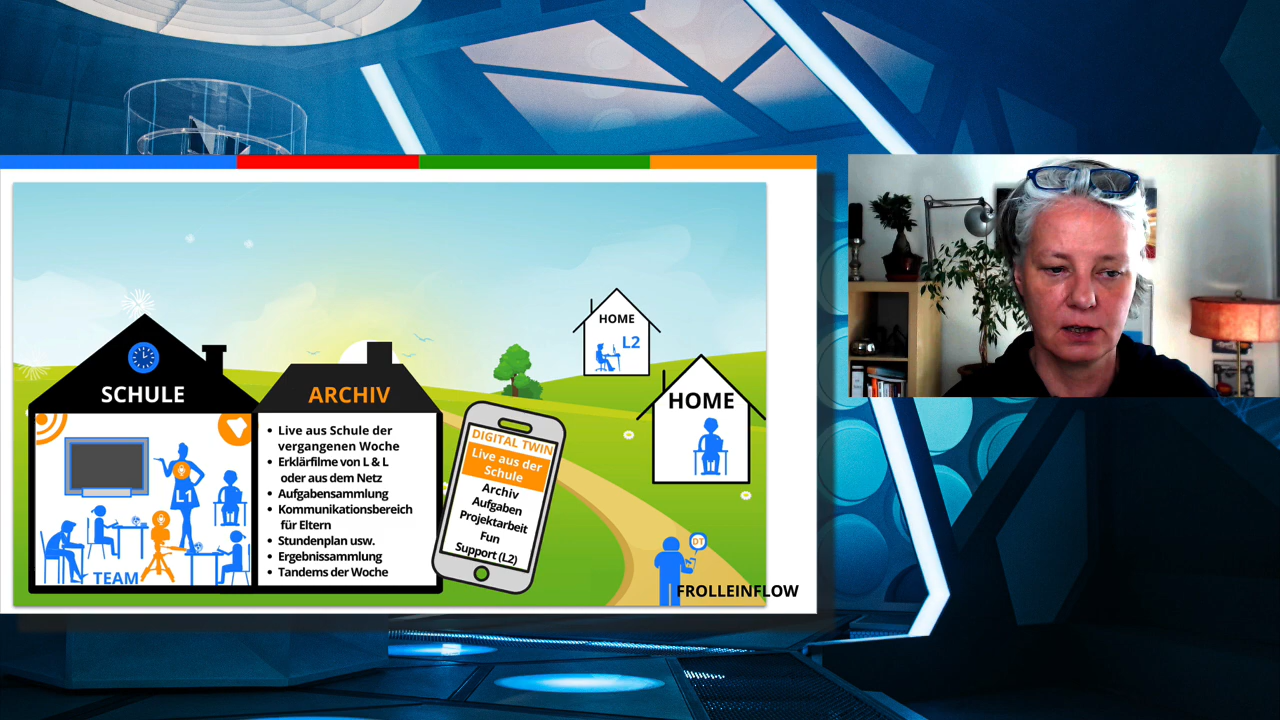 SCHULE
L1
TEAM
ARCHIV
• Live aus Schule der
vergangenen Woche
• Erklärfilme von L & L
oder aus dem Netz
• Aufgabensammlung
• Kommunikationsbereich
für Eltern
• Stundenplan usw.
• Ergebnissammlung
• Tandems der Woche
DIGITAL TWIN
Live aus der
Schule
Archiv
Aufgaben
Projektarbeit
Fun
Support (L2)
HOME
L2
HOME
DT
FROLLEINFLOW